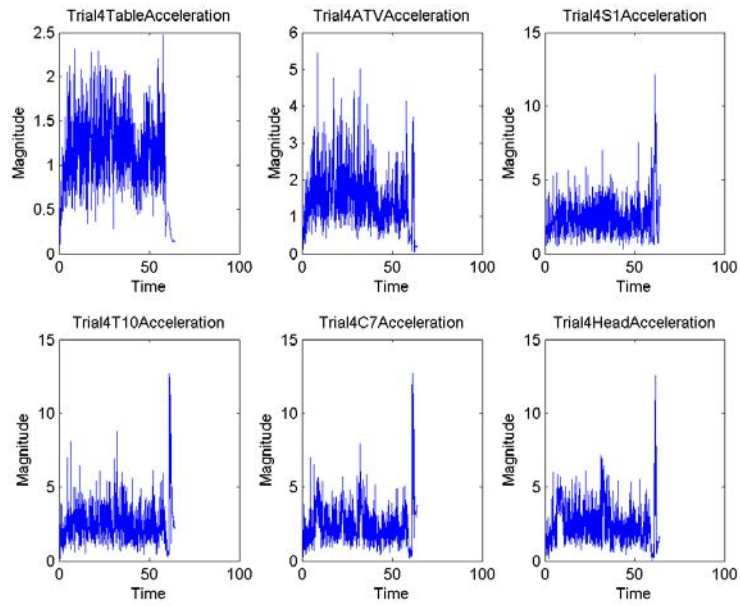 Trial4TableAcceleration
Trial4ATVAcceleration
Trial4S1Acceleration
2.5
2
1.5
1
0.5
0
Magnitude
0
50
100
Time
6
5
4
3
2
1
0
Magnitude
0
50
100
Time
15
10
5
0
Magnitude
0
50
100
Time
Trial4T10Acceleration
Trial4C7Acceleration
Trial4HeadAcceleration
15
10
5
0
Magnitude
0
50
100
Time
15
10
5
0
Magnitude
0
50
100
Time
15
10
5
0
Magnitude
0
50
100
Time